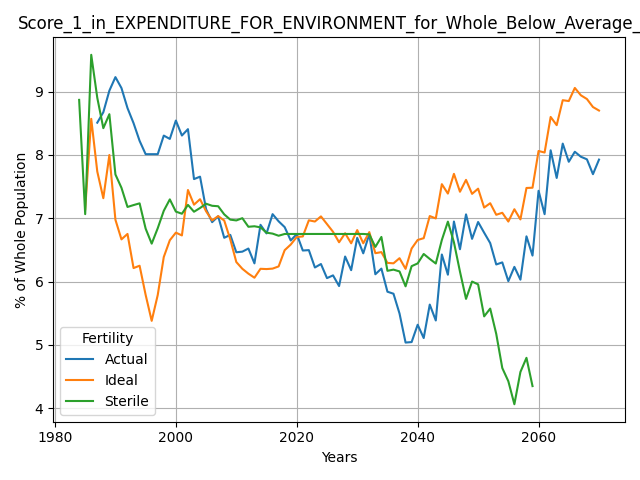 Score_1_in_EXPENDITURE_FOR_ENVIRONMENT_for_Whole_Below_Average_
% of Whole Population
9
8
7
6
5
4
Fertility
Actual
Ideal
Sterile
1980
2000
2020
2040
2060
Years